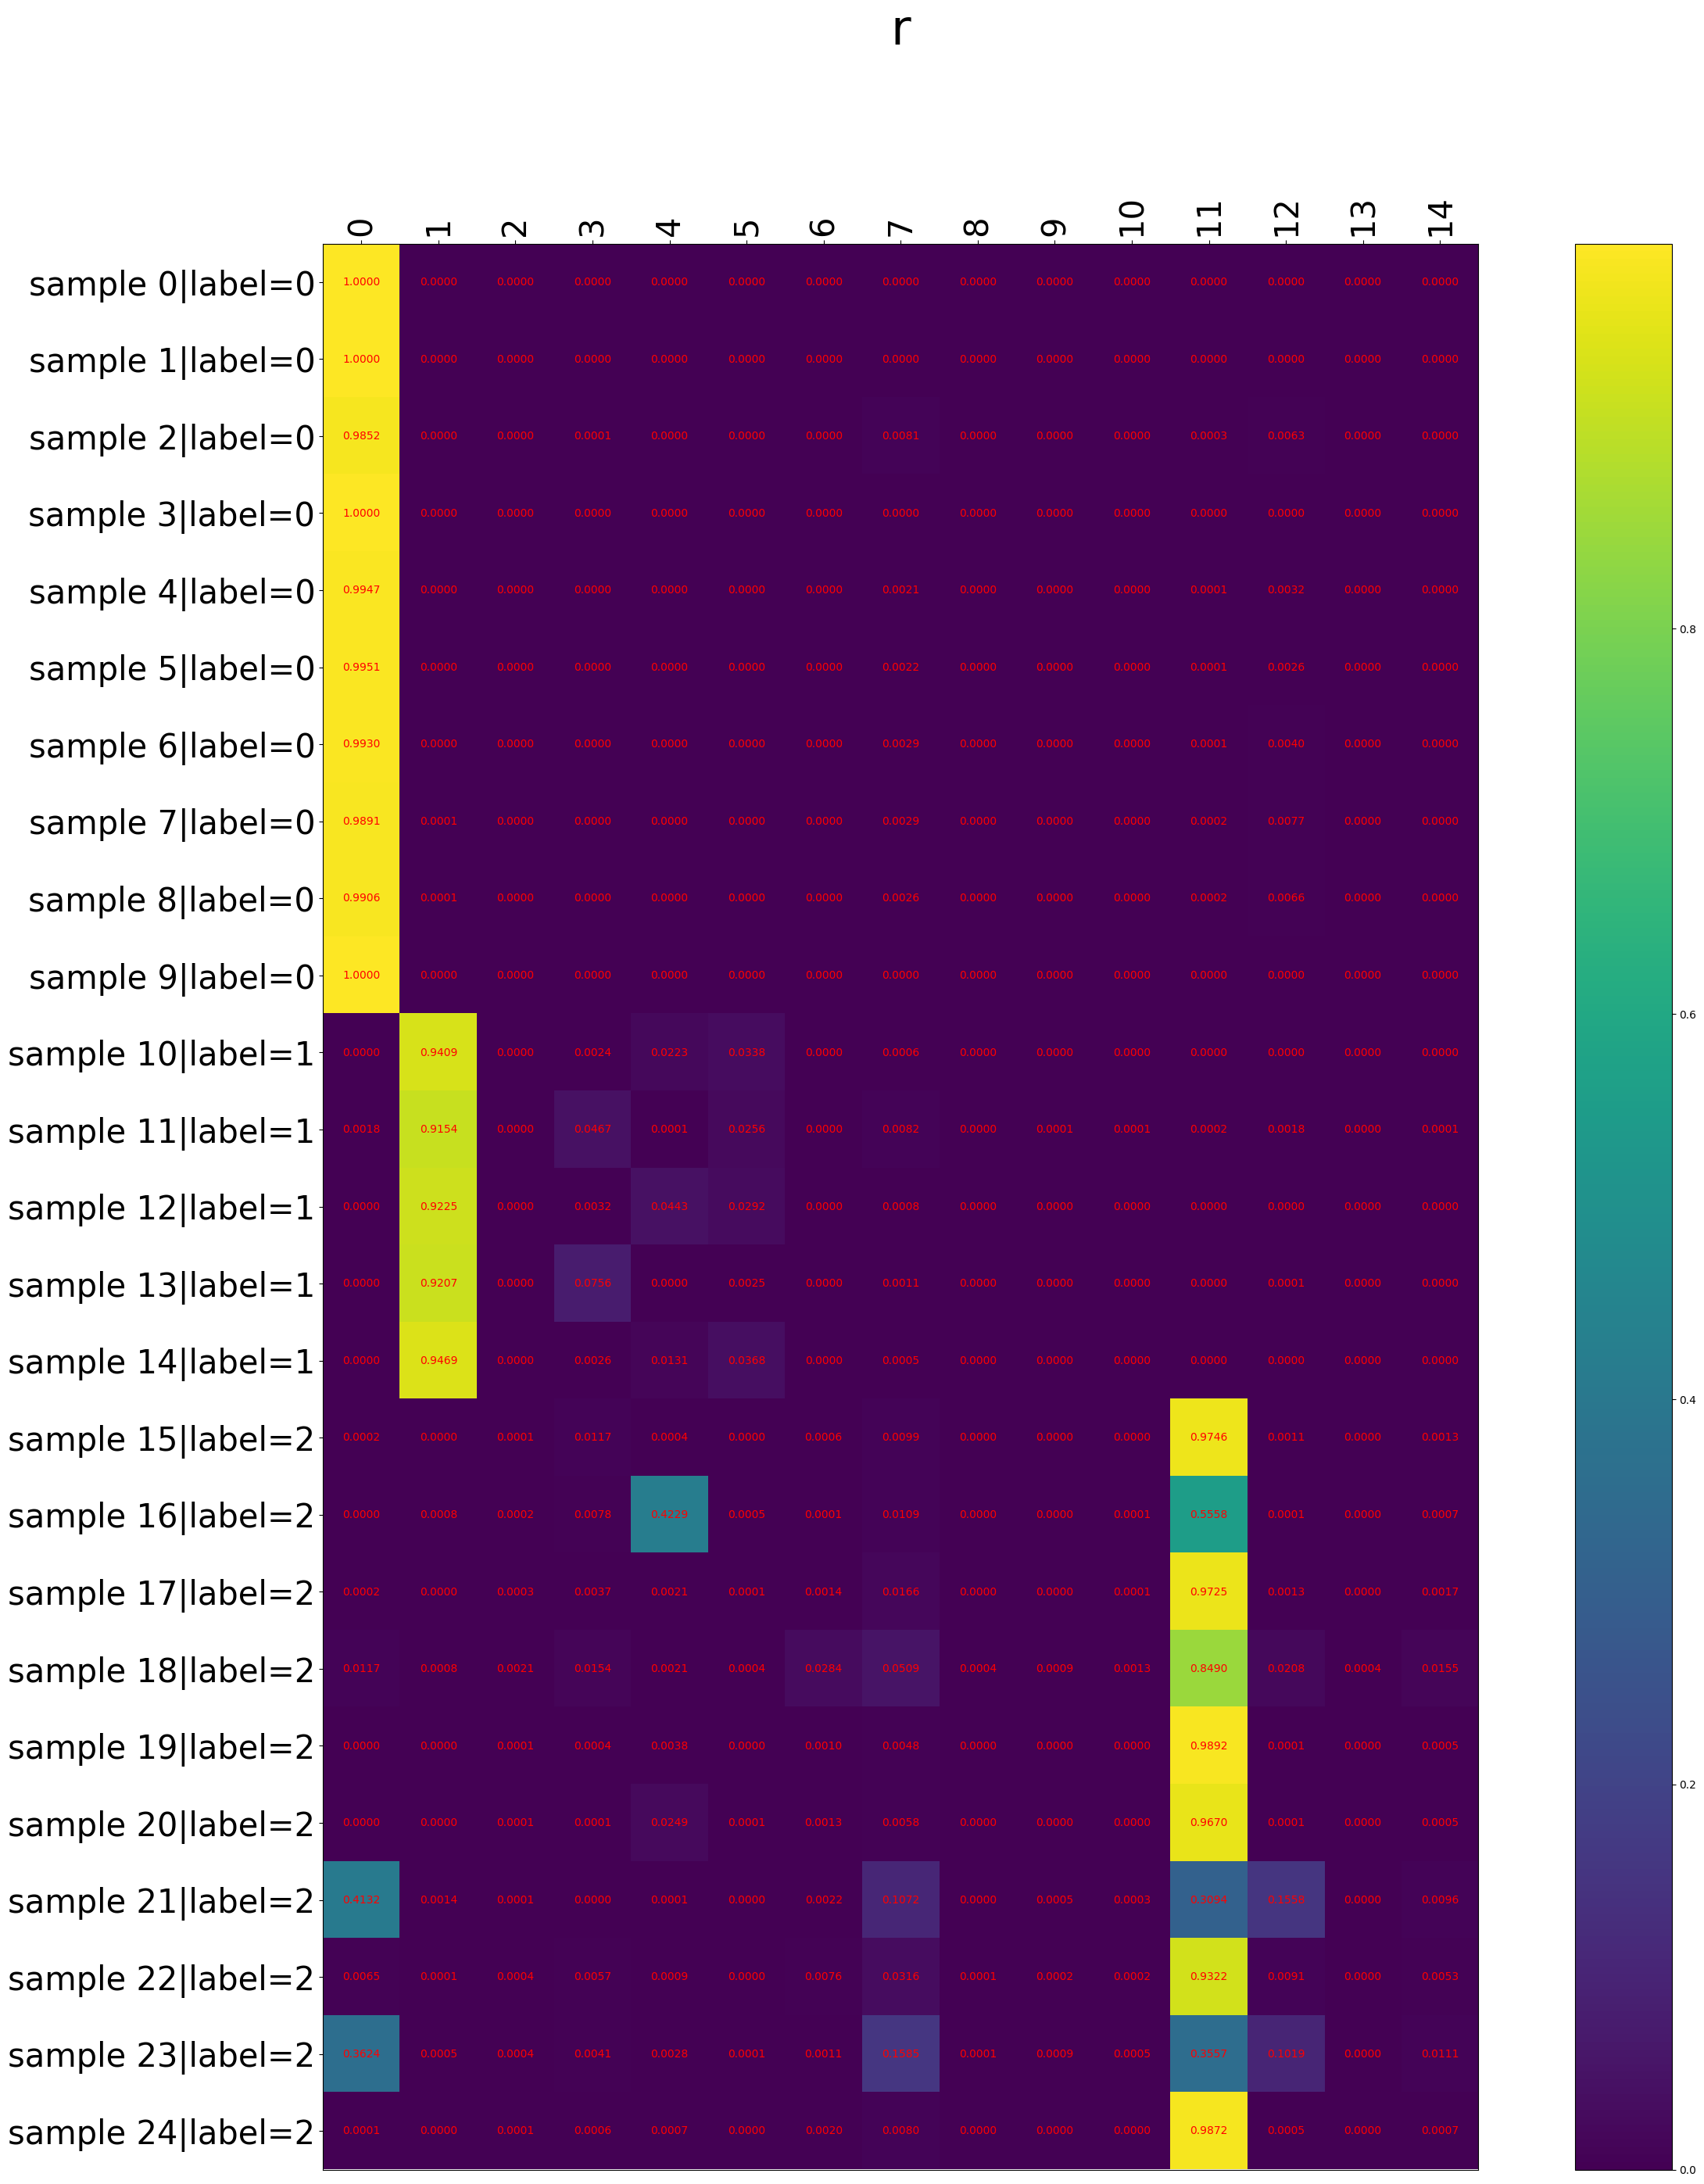 r
0 1 2 3 4 5 6 7 8 9 10 11 12 13 14
sample 0|label=0 1.0000 0.0000 0.0000 0.0000 0.0000 0.0000 0.0000 0.0000 0.0000 0.0000 0.0000 0.0000 0.0000 0.0000 0.0000
sample 1|label=0 1.0000 0.0000 0.0000 0.0000 0.0000 0.0000 0.0000 0.0000 0.0000 0.0000 0.0000 0.0000 0.0000 0.0000 0.0000
sample 2|label=0 0.9852 0.0000 0.0000 0.0001 0.0000 0.0000 0.0000 0.0081 0.0000 0.0000 0.0000 0.0003 0.0063 0.0000 0.0000
sample 3|label=0 1.0000 0.0000 0.0000 0.0000 0.0000 0.0000 0.0000 0.0000 0.0000 0.0000 0.0000 0.0000 0.0000 0.0000 0.0000
sample 4|label=0 0.9947 0.0000 0.0000 0.0000 0.0000 0.0000 0.0000 0.0021 0.0000 0.0000 0.0000 0.0001 0.0032 0.0000 0.0000
sample 5|label=0 0.9951 0.0000 0.0000 0.0000 0.0000 0.0000 0.0000 0.0022 0.0000 0.0000 0.0000 0.0001 0.0026 0.0000 0.0000
sample 6|label=0 0.9930 0.0000 0.0000 0.0000 0.0000 0.0000 0.0000 0.0029 0.0000 0.0000 0.0000 0.0001 0.0040 0.0000 0.0000
sample 7|label=0 0.9891 0.0001 0.0000 0.0000 0.0000 0.0000 0.0000 0.0029 0.0000 0.0000 0.0000 0.0002 0.0077 0.0000 0.0000
sample 8|label=0 0.9906 0.0001 0.0000 0.0000 0.0000 0.0000 0.0000 0.0026 0.0000 0.0000 0.0000 0.0002 0.0066 0.0000 0.0000
sample 9|label=0 1.0000 0.0000 0.0000 0.0000 0.0000 0.0000 0.0000 0.0000 0.0000 0.0000 0.0000 0.0000 0.0000 0.0000 0.0000
sample 10|label=1 0.0000 0.9409 0.0000 0.0024 0.0223 0.0338 0.0000 0.0006 0.0000 0.0000 0.0000 0.0000 0.0000 0.0000 0.0000
sample 11|label=1 0.0018 0.9154 0.0000 0.0467 0.0001 0.0256 0.0000 0.0082 0.0000 0.0001 0.0001 0.0002 0.0018 0.0000 0.0001
sample 12|label=1 0.0000 0.9225 0.0000 0.0032 0.0443 0.0292 0.0000 0.0008 0.0000 0.0000 0.0000 0.0000 0.0000 0.0000 0.0000
sample 13|label=1 0.0000 0.9207 0.0000 0.0756 0.0000 0.0025 0.0000 0.0011 0.0000 0.0000 0.0000 0.0000 0.0001 0.0000 0.0000
sample 14|label=1 0.0000 0.9469 0.0000 0.0026 0.0131 0.0368 0.0000 0.0005 0.0000 0.0000 0.0000 0.0000 0.0000 0.0000 0.0000
sample 15|label=2 0.0002 0.0000 0.0001 0.0117 0.0004 0.0000 0.0006 0.0099 0.0000 0.0000 0.0000 0.9746 0.0011 0.0000 0.0013
sample 16|label=2 0.0000 0.0008 0.0002 0.0078 0.4229 0.0005 0.0001 0.0109 0.0000 0.0000 0.0001 0.5558 0.0001 0.0000 0.0007
sample 17|label=2 0.0002 0.0000 0.0003 0.0037 0.0021 0.0001 0.0014 0.0166 0.0000 0.0000 0.0001 0.9725 0.0013 0.0000 0.0017
sample 18|label=2 0.0117 0.0008 0.0021 0.0154 0.0021 0.0004 0.0284 0.0509 0.0004 0.0009 0.0013 0.8490 0.0208 0.0004 0.0155
sample 19|label=2 0.0000 0.0000 0.0001 0.0004 0.0038 0.0000 0.0010 0.0048 0.0000 0.0000 0.0000 0.9892 0.0001 0.0000 0.0005
sample 20|label=2 0.0000 0.0000 0.0001 0.0001 0.0249 0.0001 0.0013 0.0058 0.0000 0.0000 0.0000 0.9670 0.0001 0.0000 0.0005
sample 21|label=2 0.4132 0.0014 0.0001 0.0000 0.0001 0.0000 0.0022 0.1072 0.0000 0.0005 0.0003 0.0000 0.0096
sample 22|label=2 0.0065 0.0001 0.0004 0.0057 0.0009 0.0000 0.0076 0.0316 0.0001 0.0002 0.0002 0.9322 0.0091 0.0000 0.0053
sample 23|label=2 0.3624 0.0005 0.0004 0.0041 0.0028 0.0001 0.0011 0.0001 0.0009 0.0005 0.3557 0.1019 0.0000 0.0111
sample 24|label=2 0.0001 0.0000 0.0001 0.0006 0.0007 0.0000 0.0020 0.0080 0.0000 0.0000 0.0000 0.9872 0.0005 0.0000 0.0007
0.8
0.6
0.4
0.2
0.0